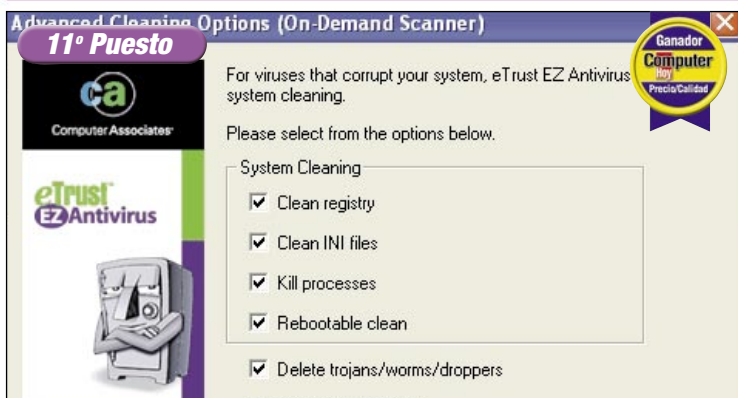 Advanced Cleaning Options (On-Demand Scanner)
11º Puesto
Ganador
Computer
Hoy
Precio/Calidad
ca
Computer Associates
For viruses that corrupt your system, eTrust EZ Antivirus
system cleaning.
Please select from the options below.
eTrust
EZ Antivirus
System Cleaning
Clean registry
Clean INI files
Kill processes
Rebootable clean
Delete trojans/worms/droppers